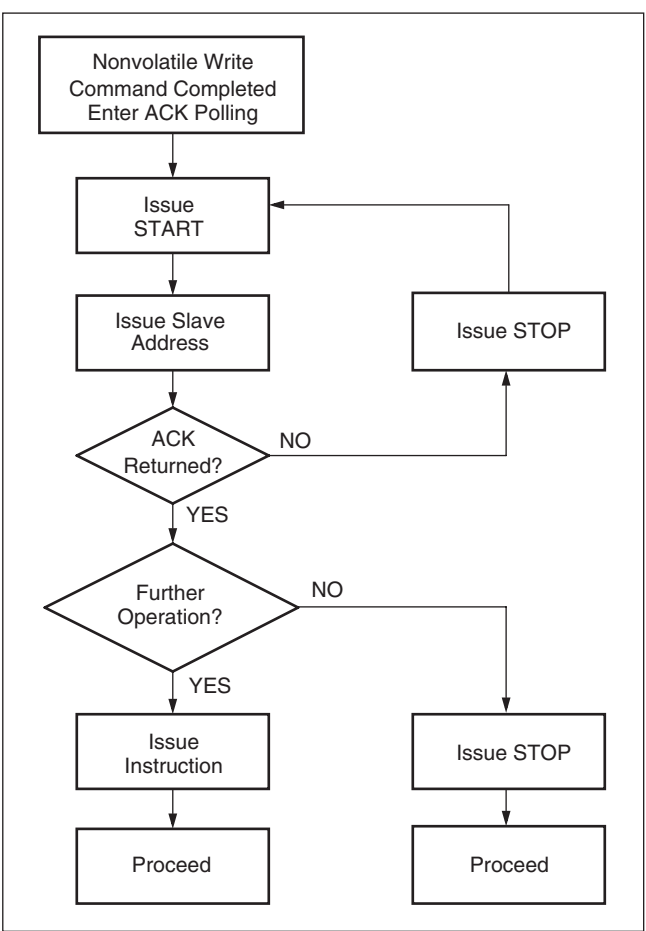 Nonvolatile Write
Command Completed
Enter ACK Polling
Issue
START
Issue Slave
Address
Issue STOP
ACK
Returned?
NO
YES
Further
Operation?
NO
YES
Issue
Instruction
Issue STOP
Proceed
Proceed